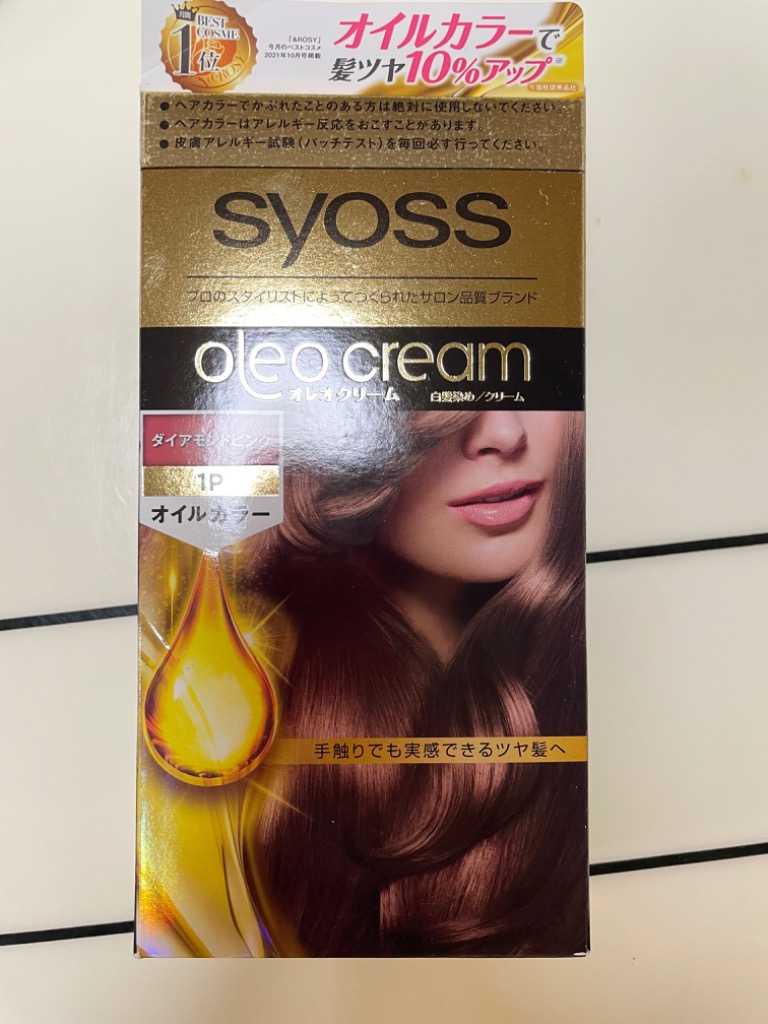 月間
BEST
COSME
1位
&ROSY
「&ROSY」
今月のベストコスメ
2021年10月号掲載
オイルカラーで
髪ツヤ10%アップ※
※当社従来品比
● ヘアカラーでかぶれたことのある方は絶対に使用しないでください。
● ヘアカラーはアレルギー反応をおこすことがあります。
● 皮膚アレルギー試験(パッチテスト)を毎回必ず行ってください。
syoss
プロのスタイリストによってつくられたサロン品質ブランド
oleo cream
オレオクリーム 白髪染め/クリーム
ダイアモンドピンク
1P
オイルカラー
手触りでも実感できるツヤ髪へ